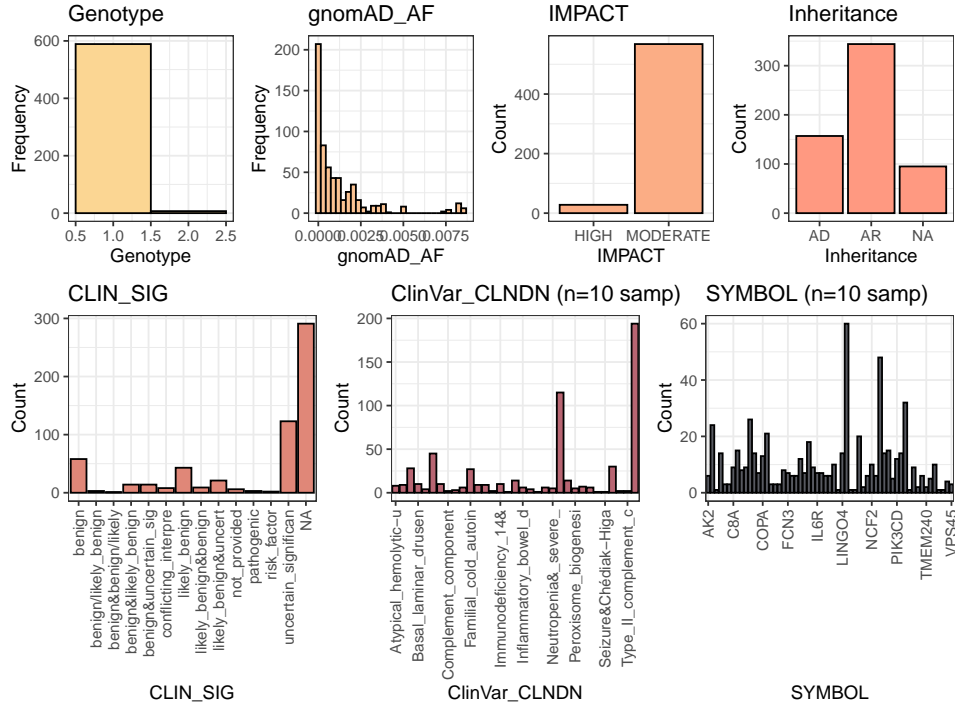 Genotype
gnomAD_AF
IMPACT
Inheritance
Frequency
600
400
200
0
0.5 1.0 1.5 2.0 2.5
Genotype
Frequency
200
150
100
50
0
0.0000 0.0025 0.0050 0.0075
gnomAD_AF
Count
400
200
0
HIGH MODERATE
IMPACT
Count
300
200
100
0
AD AR NA
Inheritance
CLIN_SIG
ClinVar_CLNDN (n=10 samp)
SYMBOL (n=10 samp)
Count
300
200
100
0
benign
benign/likely_benign
benign&benign/likely
benign&likely_benign
benign&uncertain_sig
conflicting_interpre
likely_benign
likely_benign&benign
likely_benign&uncert
not_provided
pathogenic
risk_factor
uncertain_significan
NA
CLIN_SIG
Count
200
150
100
50
0
Atypical_hemolytic-u
Basal_laminar_drusen
Complement_component
Familial_cold_autoin
Immunodeficiency_14&
Inflammatory_bowel_d
Neutropenia&_severe_
Peroxisome_biogenesi
Seizure&Chédiak-Higa
Type_II_complement_c
ClinVar_CLNDN
Count
60
40
20
0
AK2
C8A
COPA
FCN3
IL6R
LINGO4
NCF2
PIK3CD
TMEM240
VPS45
SYMBOL